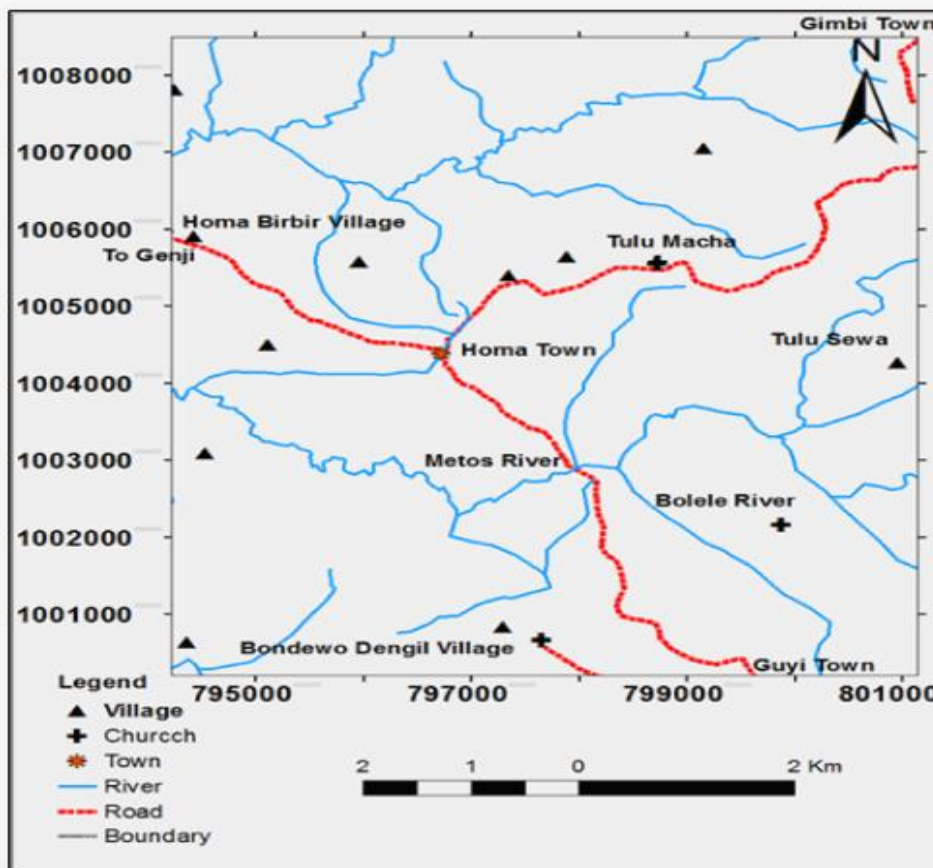 Gimbi Town
N
1008000
1007000
Homa Birbir Village
1006000
Tulu Macha
To Genji
1005000
Homa Town
Tulu Sewa
1004000
1003000
Metos River
Bolele River
1002000
1001000
Bondewo Dengil Village
Guyi Town
Legend
795000 797000 799000 801000
Village
Churcch
Town
River
Road
Boundary
2 1 0 2 Km